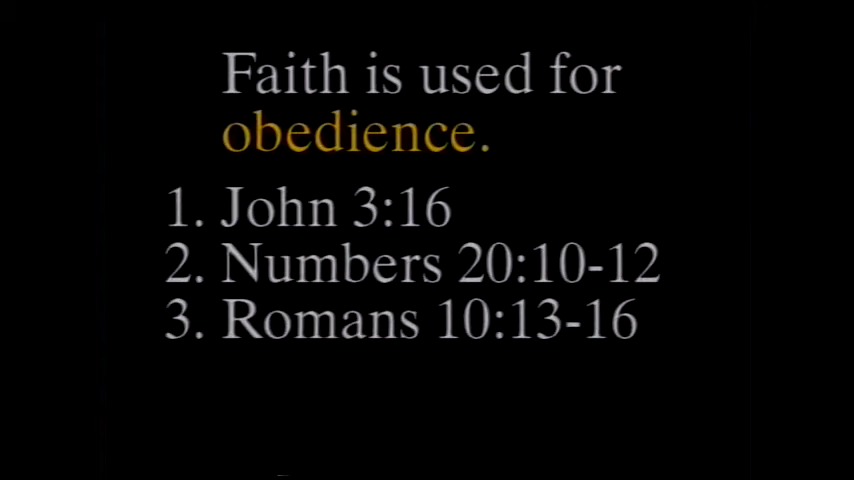 Faith is used for
obedience.
1. John 3:16
2. Numbers 20:10-12
3. Romans 10:13-16